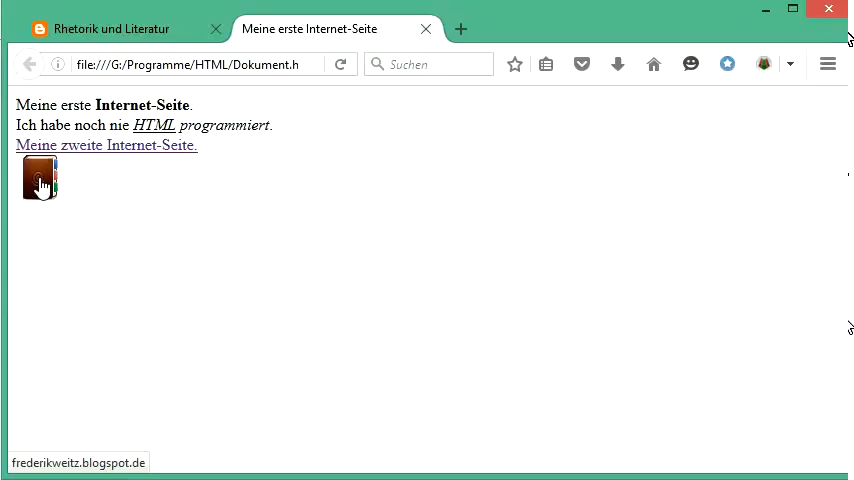 Rhetorik und Literatur
Meine erste Internet-Seite
file:///G:/Programme/HTML/Dokument.h
Suchen
Meine erste Internet-Seite.
Ich habe noch nie HTML programmiert.
Meine zweite Internet-Seite.
frederikweitz.blogspot.de